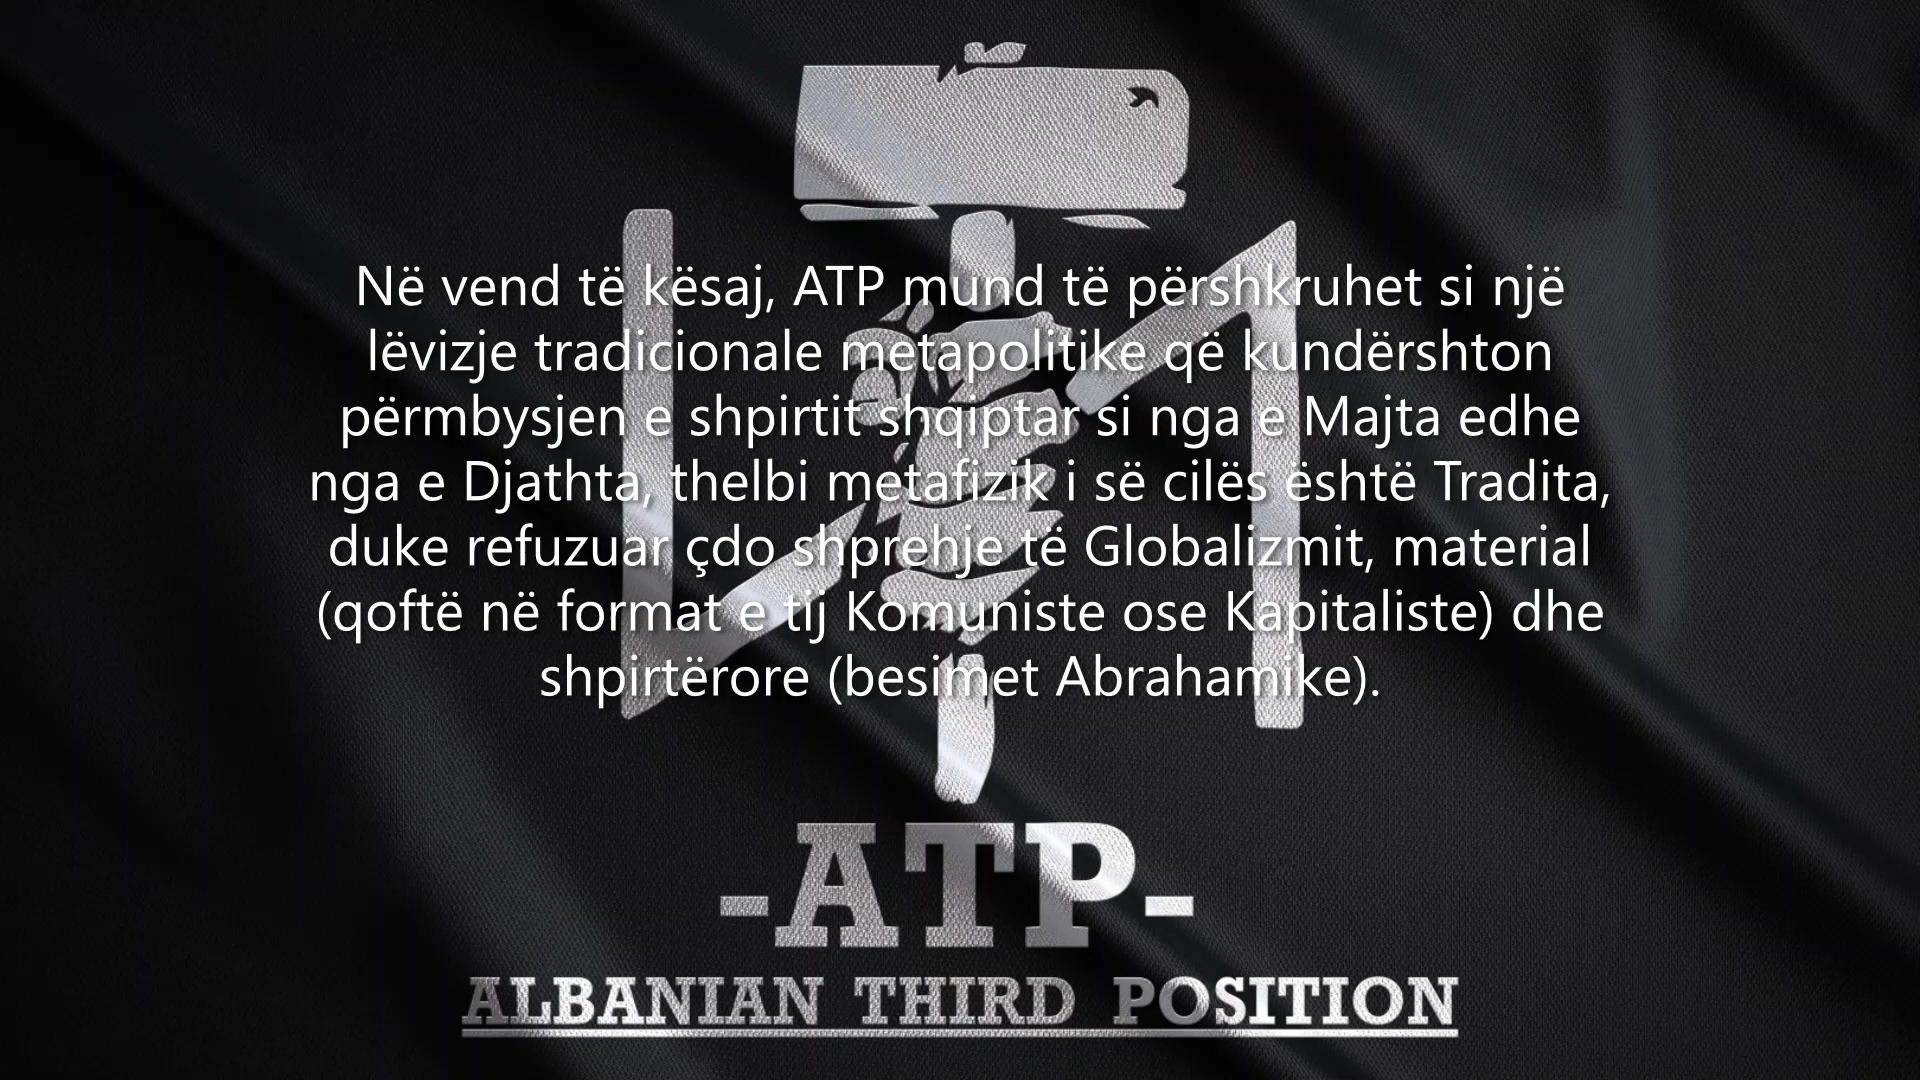 Në vend të kësaj, ATP mund të përshkruhet si një
lëvizje tradicionale metapolitike që kundërshton
përmbysjen e shpirtit shqiptar si nga e Majta edhe
nga e Djathta, thelbi metafizik i së cilës është Tradita,
duke refuzuar çdo shprehje të Globalizmit, material
(qoftë në format e tij Komuniste ose Kapitaliste) dhe
shpirtërore (besimet Abrahamike).
-ATP-
ALBANIAN THIRD POSITION